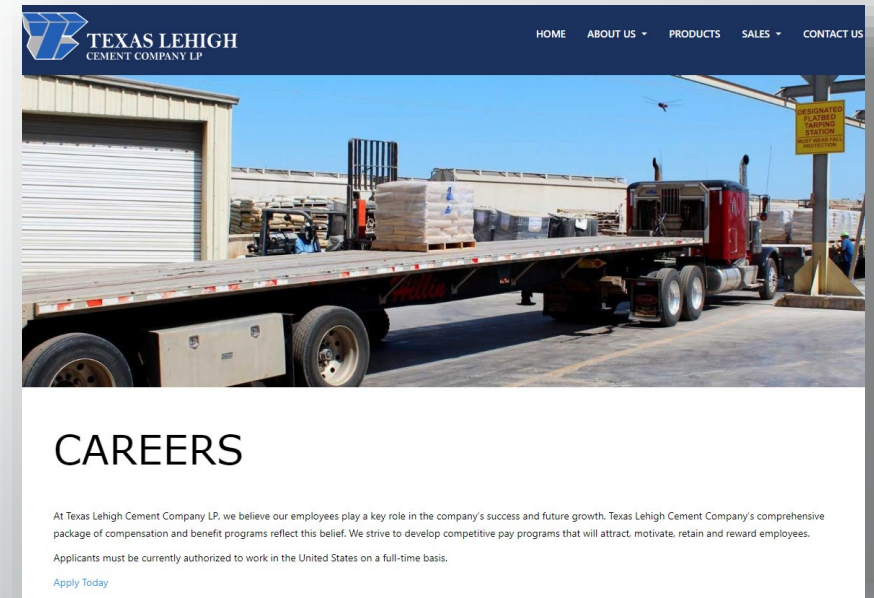 TEXAS LEHIGH
CEMENT COMPANY LP
HOME ABOUT US PRODUCTS SALES CONTACT US
DESIGNATED
FLATBED
TARPING
STATION
MUST WEAR FALL
PROTECTION
CAREERS
At Texas Lehigh Cement Company LP, we believe our employees play a key role in the company's success and future growth. Texas Lehigh Cement Company's comprehensive
package of compensation and benefit programs reflect this belief. We strive to develop competitive pay programs that will attract, motivate, retain and reward employees.
Applicants must be currently authorized to work in the United States on a full-time basis.
Apply Today